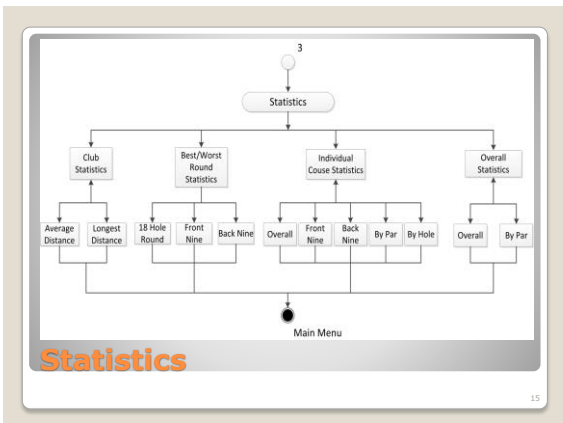 3
Statistics
Club
Statistics
Best/Worst
Round
Statistics
Individual
Couse Statistics
Overall
Statistics
Average
Distance
Longest
Distance
18 Hole
Round
Front
Nine
Back Nine
Overall
Front
Nine
Back
Nine
By Par
By Hole
Overall
By Par
Main Menu
Statistics
15